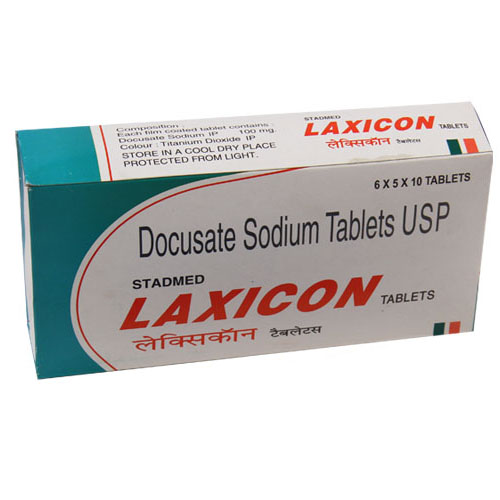 Composition :
Each film coated tablet contains :
Docusate Sodium IP 100 mg.
Colour : Titanium Dioxide IP
STORE IN A COOL DRY PLACE
PROTECTED FROM LIGHT.
STADMED
LAXICON TABLETS
लेक्सिकॉन टैबलेटस
6 X 5 X 10 TABLETS
Docusate Sodium Tablets USP
STADMED
LAXICON TABLETS
लेक्सिकॉन टैबलेटस